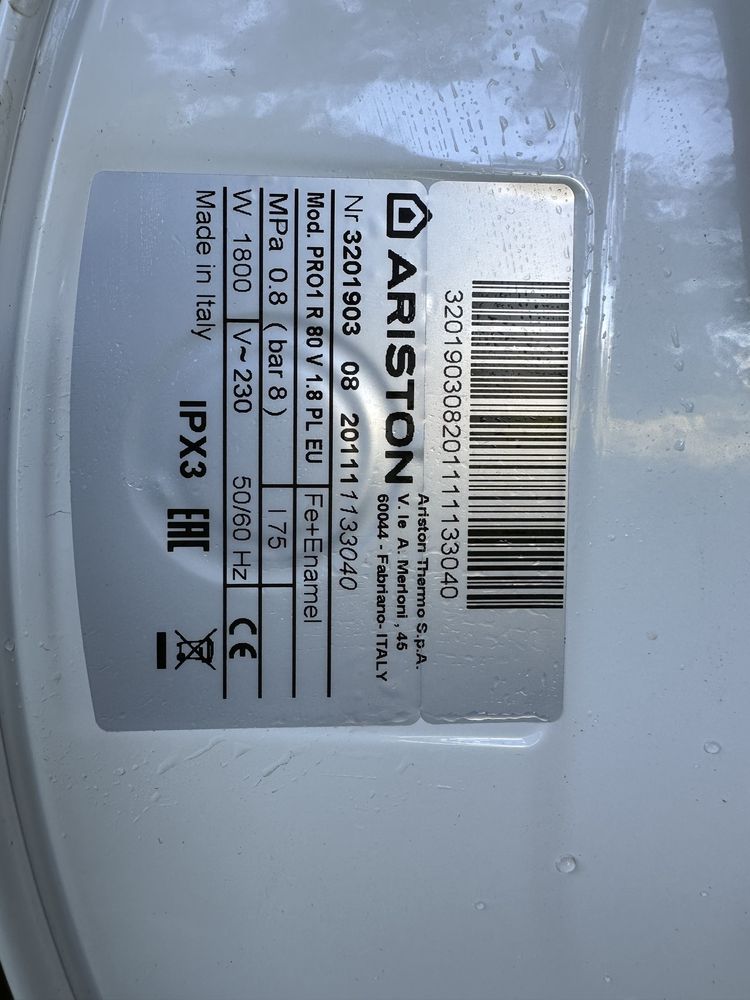 320190308201111133040
ARISTON
Ariston Thermo S.p.A.
V. le A. Merloni , 45
60044 - Fabriano- ITALY
Nr 3201903 08 201111133040
Mod. PRO1 R 80 V 1.8 PL EU Fe+Enamel
MPa 0.8 ( bar 8 ) l 75
W 1800 V~ 230 50/60 Hz CE
Made in Italy IPX3 EAC